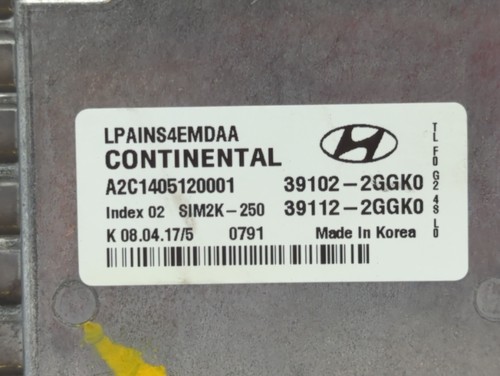 LPAINS4EMDAA
CONTINENTAL
A2C1405120001 39102-2GGK0
Index 02 SIM2K-250 39112-2GGK0
K 08.04.17/5 0791 Made In Korea
TL F0 G2 4S L0